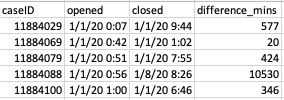 caseID opened closed difference_mins
11884029 1/1/20 0:07 1/1/20 9:44 577
11884069 1/1/20 0:42 1/1/20 1:02 20
11884079 1/1/20 0:51 1/1/20 7:55 424
11884088 1/1/20 0:56 1/8/20 8:26 10530
11884100 1/1/20 1:00 1/1/20 6:46 346